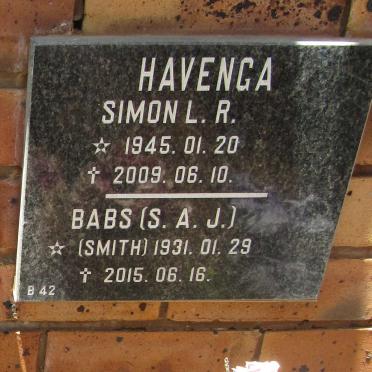 HAVENGA
SIMON L. R.
☆ 1945. 01. 20
† 2009. 06. 10.
BABS (S. A. J.)
☆ (SMITH) 1931. 01. 29
† 2015. 06. 16.
B 42